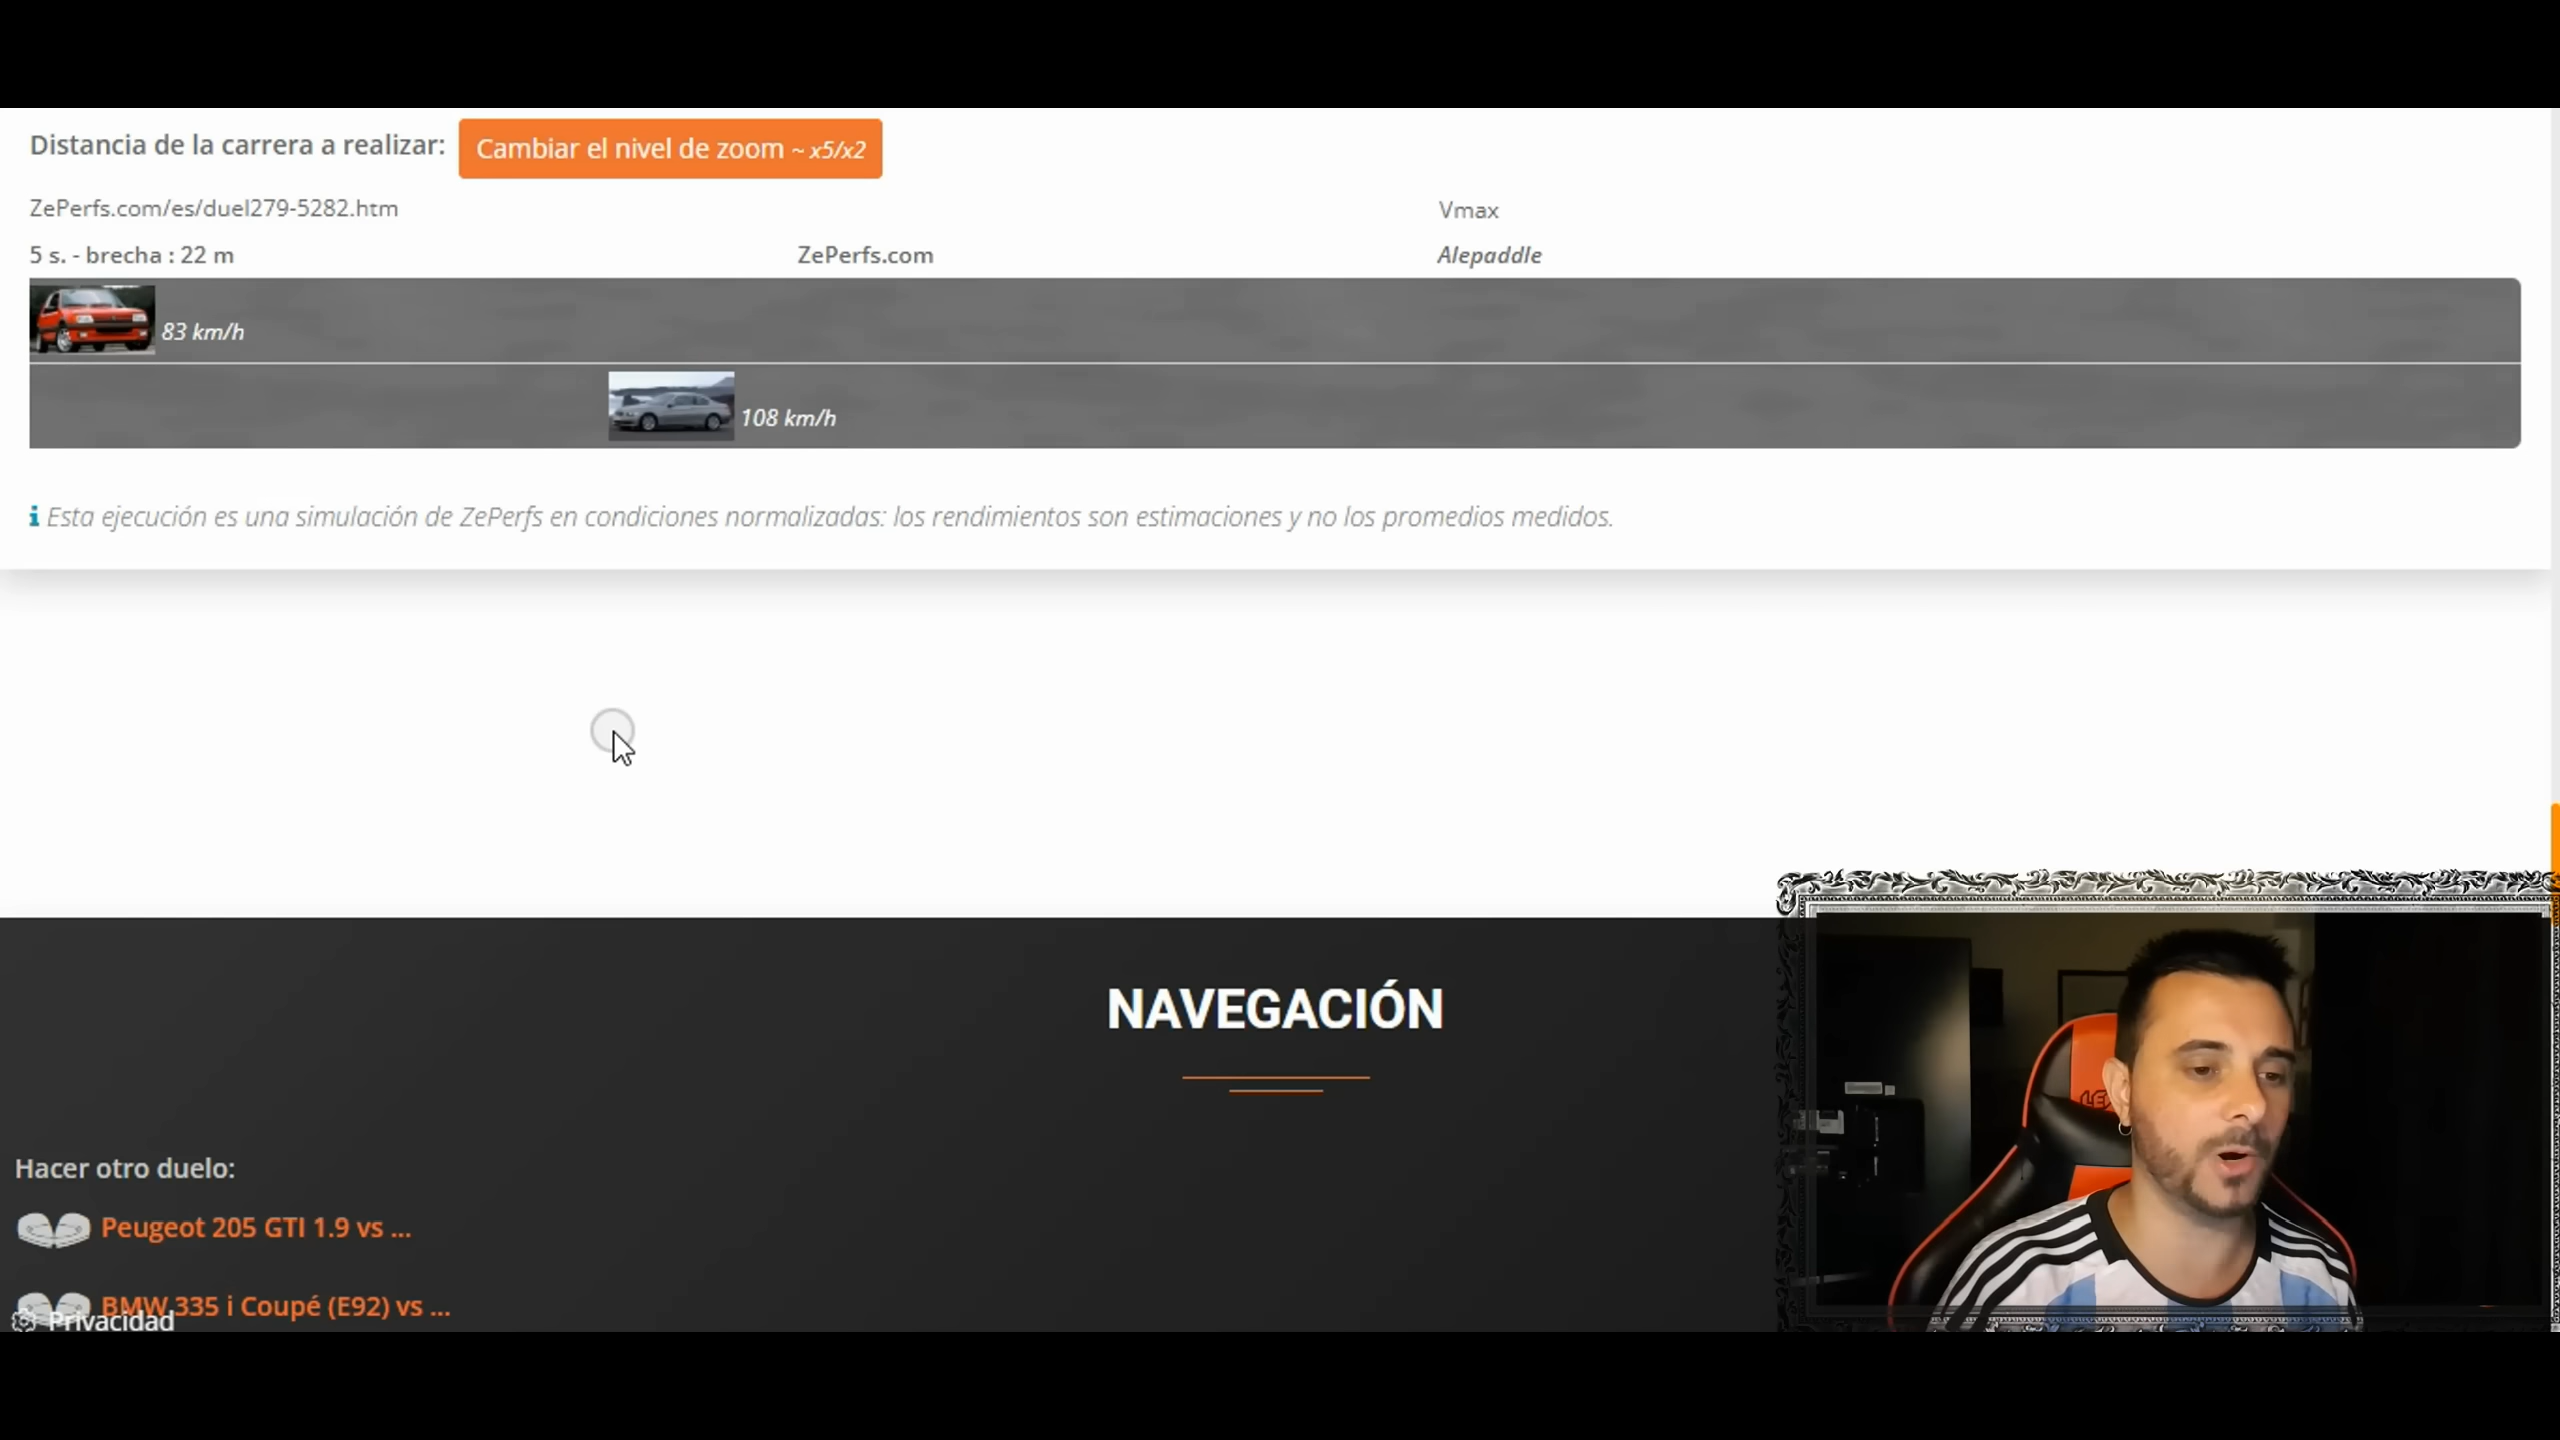 Distancia de la carrera a realizar: Cambiar el nivel de zoom ~ x5/x2
ZePerfs.com/es/duel279-5282.htm Vmax
5 s. - brecha : 22 m ZePerfs.com Alepaddle
83 km/h
108 km/h
i Esta ejecución es una simulación de ZePerfs en condiciones normalizadas: los rendimientos son estimaciones y no los promedios medidos.
NAVEGACIÓN
Hacer otro duelo:
Peugeot 205 GTI 1.9 vs ...
BMW 335 i Coupé (E92) vs ...
Privacidad